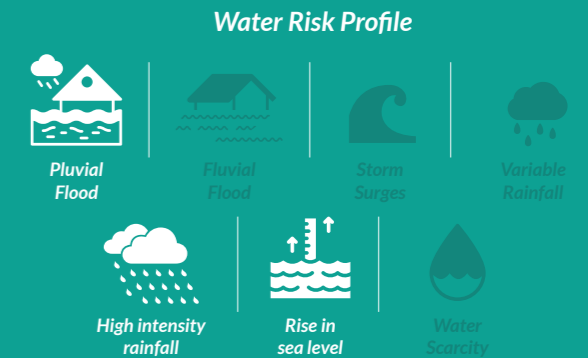 Water Risk Profile
Pluvial
Flood
Fluvial
Flood
Storm
Surges
Variable
Rainfall
High intensity
rainfall
Rise in
sea level
Water
Scarcity